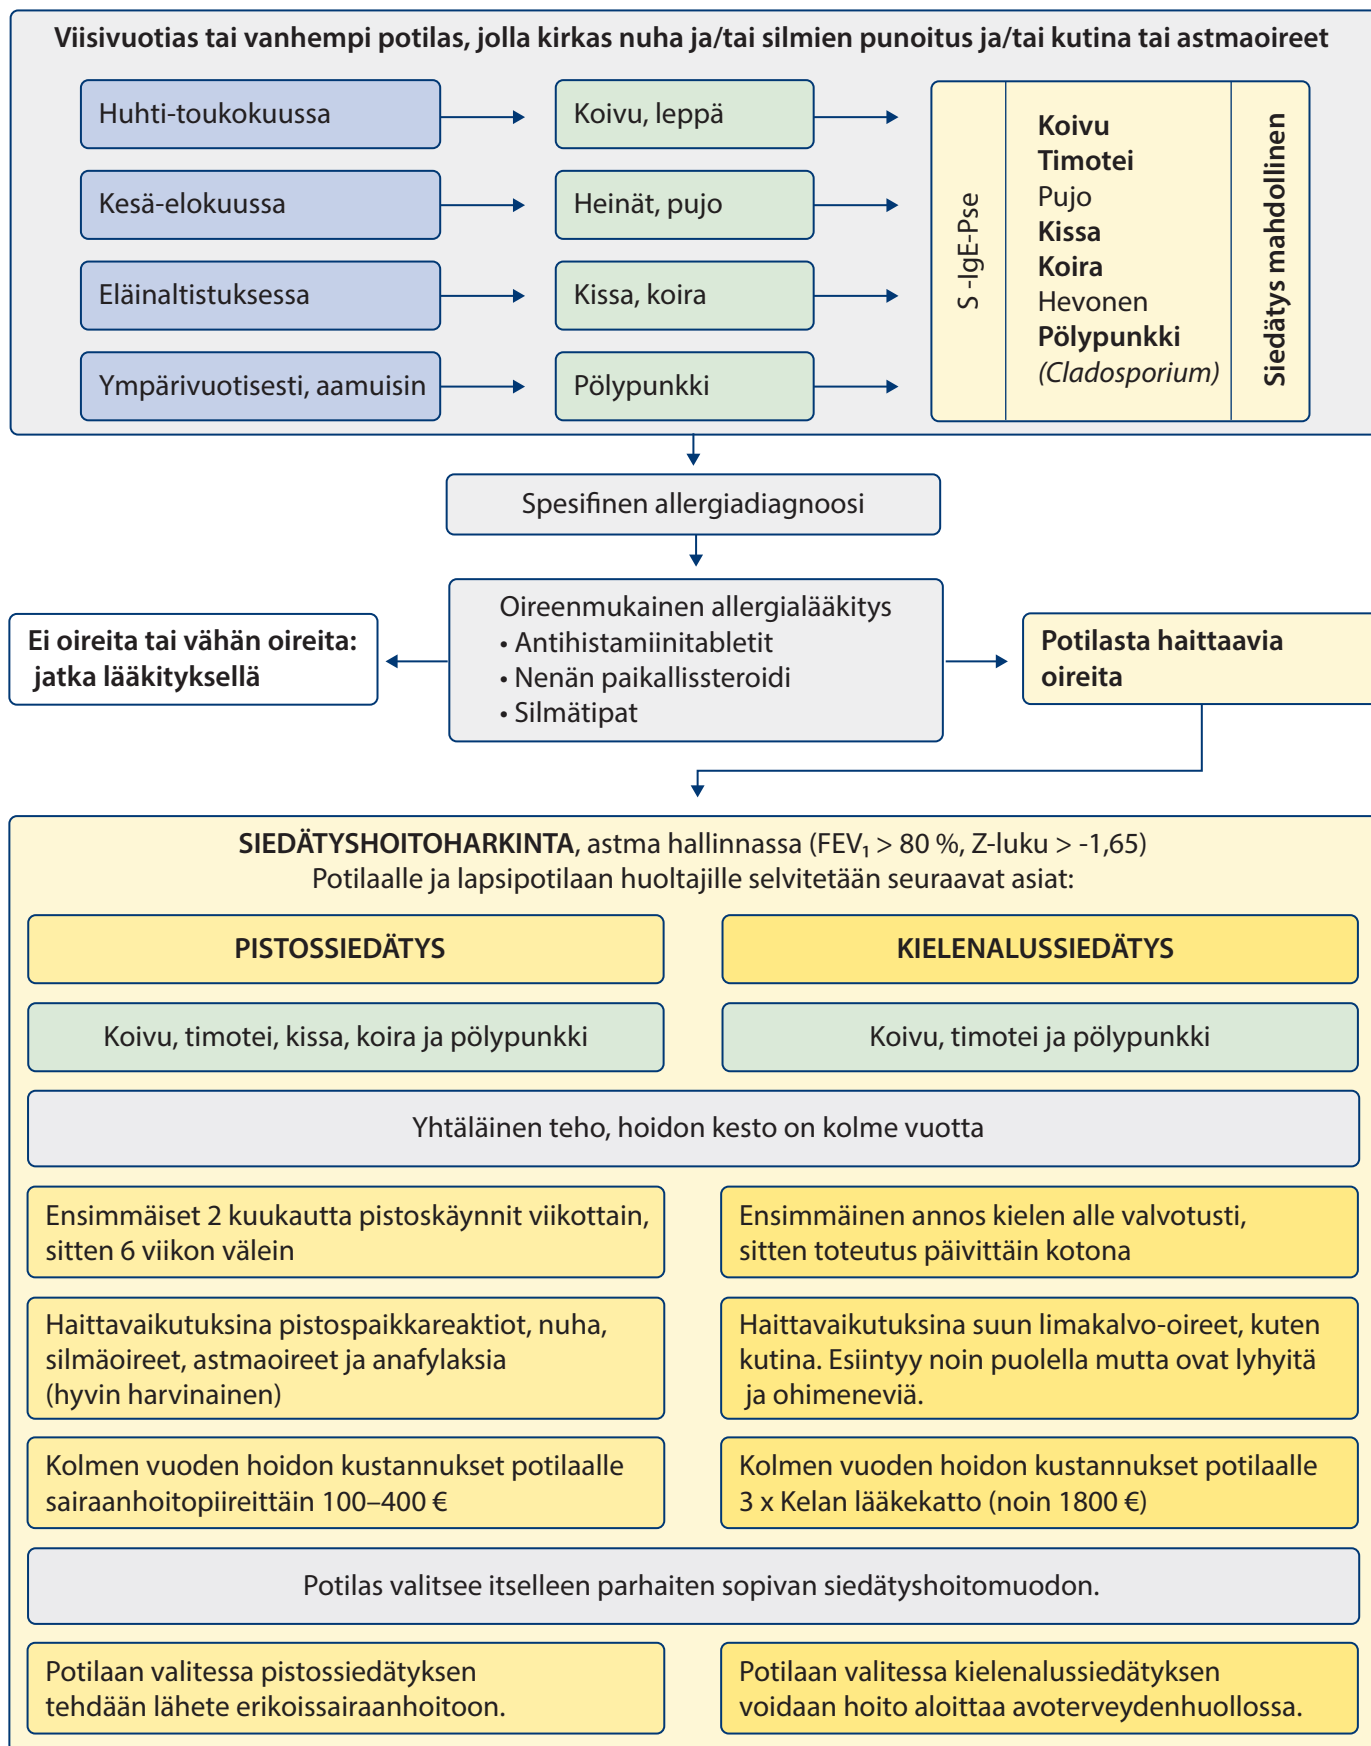 Viisivuotias tai vanhempi potilas, jolla kirkas nuha ja/tai silmien punoitus ja/tai kutina tai astmaoireet
Huhti-toukokuussa
Koivu, leppä
Kesä-elokuussa
Heinät, pujo
Eläinaltistuksessa
Kissa, koira
Ympärivuotisesti, aamuisin
Pölypunkki
S -IgE-Pse
Koivu
Timotei
Pujo
Kissa
Koira
Hevonen
Pölypunkki
(Cladosporium)
Siedätys mahdollinen
Spesifinen allergiadiagnoosi
Oireenmukainen allergialääkitys
• Antihistamiinitabletit
• Nenän paikallissteroidi
• Silmätipat
Ei oireita tai vähän oireita:
jatka lääkityksellä
Potilasta haittaavia
oireita
SIEDÄTYSHOITOHARKINTA, astma hallinnassa (FEV₁ > 80 %, Z-luku > -1,65)
Potilaalle ja lapsipotilaan huoltajille selvitetään seuraavat asiat:
PISTOSSIEDÄTYS
KIELENALUSSIEDÄTYS
Koivu, timotei, kissa, koira ja pölypunkki
Koivu, timotei ja pölypunkki
Yhtäläinen teho, hoidon kesto on kolme vuotta
Ensimmäiset 2 kuukautta pistoskäynnit viikottain,
sitten 6 viikon välein
Ensimmäinen annos kielen alle valvotusti,
sitten toteutus päivittäin kotona
Haittavaikutuksina pistospaikkareaktiot, nuha,
silmäoireet, astmaoireet ja anafylaksia
(hyvin harvinainen)
Haittavaikutuksina suun limakalvo-oireet, kuten
kutina. Esiintyy noin puolella mutta ovat lyhyitä
ja ohimeneviä.
Kolmen vuoden hoidon kustannukset potilaalle
sairaanhoitopiireittäin 100–400 €
Kolmen vuoden hoidon kustannukset potilaalle
3 x Kelan lääkekatto (noin 1800 €)
Potilas valitsee itselleen parhaiten sopivan siedätyshoitomuodon.
Potilaan valitessa pistossiedätyksen
tehdään lähete erikoissairaanhoitoon.
Potilaan valitessa kielenalussiedätyksen
voidaan hoito aloittaa avoterveydenhuollossa.